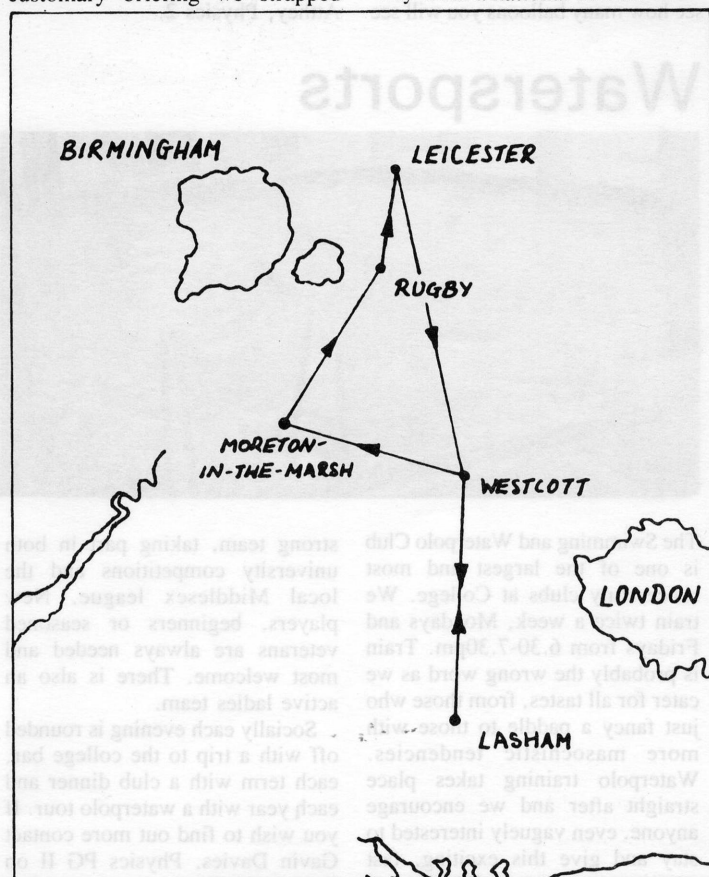 customary briefing we strapped
see how many balloons you will see
Watersports
BIRMINGHAM
LEICESTER
RUGBY
MORETON-
IN-THE-MARSH
WESTCOTT
LONDON
LASHAM
The Swimming and Waterpolo Club
is one of the largest and most
clubs at College. We
train twice a week, Mondays and
Fridays from 6.30-7.30pm. Train
is probably the wrong word as we
cater for all tastes, from those who
just fancy a paddle to those with
more masochistic tendencies.
Waterpolo training takes place
straight after and we encourage
anyone, even vaguely interested to
stay and give this exciting
strong team, taking part in both
university competitions and the
local Middlesex league. New
players, beginners or seasoned
veterans are always needed and
most welcome. There is also an
active ladies team.
Socially each evening is rounded
off with a trip to the college bar,
each term with a club dinner and
each year with a waterpolo tour. If
you wish to find out more contact
Gavin Davies, Physics PG II on